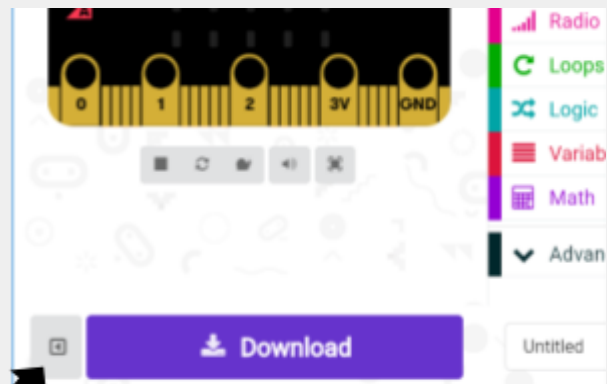 A
0 1 2 3V GND
Download
Radio
Loops
Logic
Variab
Math
Advan
Untitled